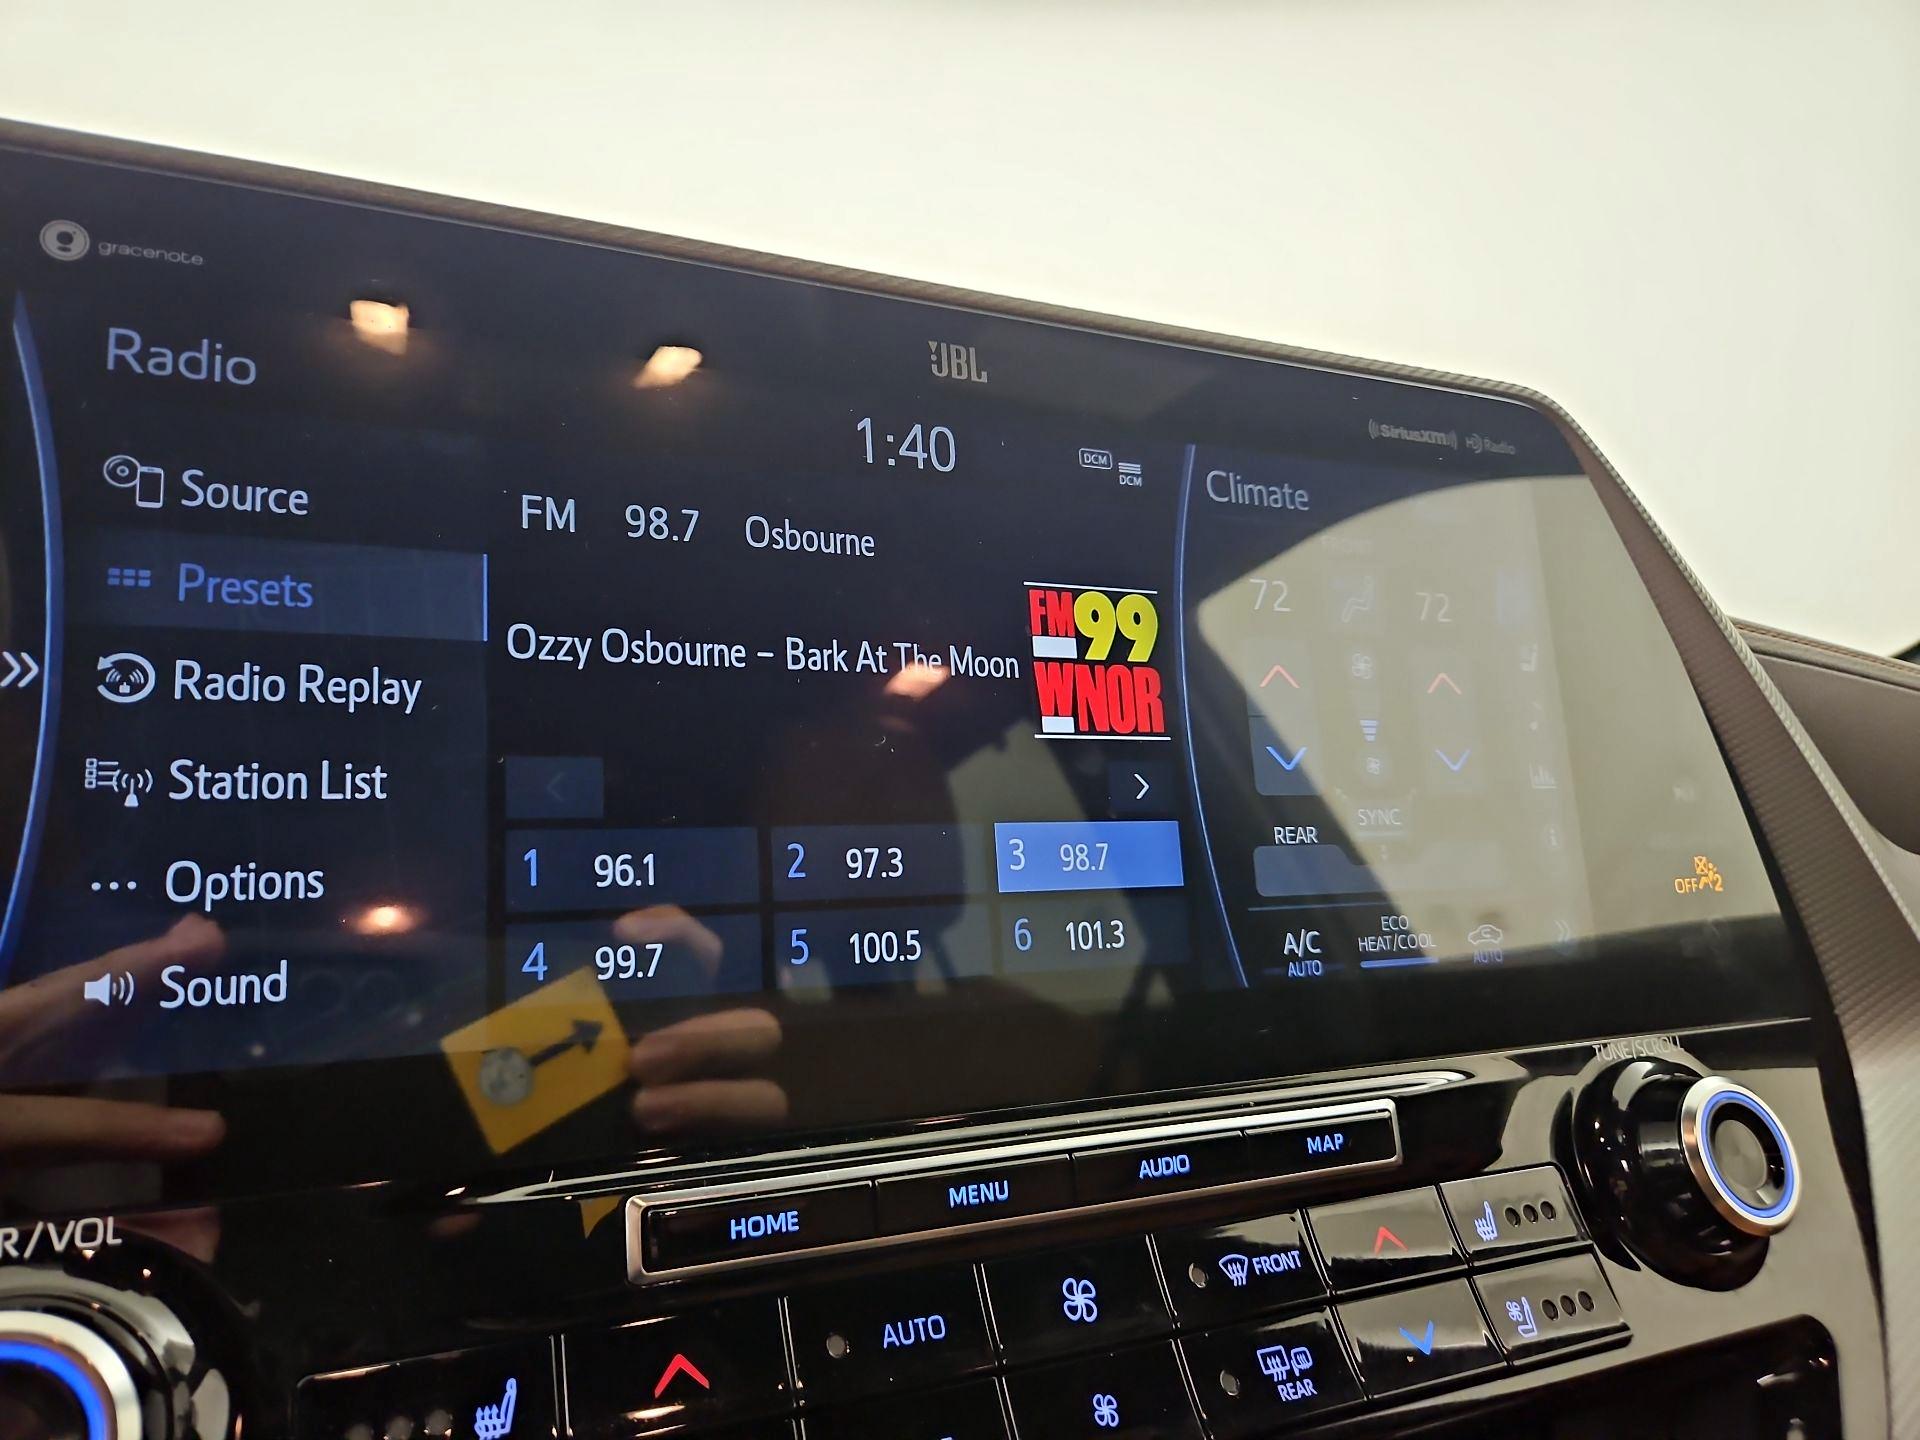 gracenote
Radio
JBL
SiriusXM HD Radio
1:40
DCM
DCM
Climate
Source
FM 98.7 Osbourne
Presets
72 72
FM99
WNOR
Ozzy Osbourne – Bark At The Moon
Radio Replay
Station List
SYNC
REAR
1 96.1 2 97.3 3 98.7
Options
4 99.7 5 100.5 6 101.3
OFF 2
A/C
AUTO
ECO
HEAT/COOL
AUTO
Sound
TUNE/SCROLL
R/VOL
HOME MENU AUDIO MAP
AUTO
FRONT
REAR